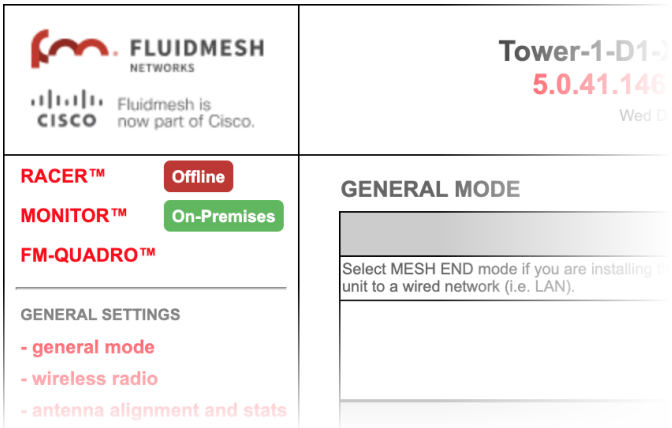 FLUIDMESH
NETWORKS
CISCO
Fluidmesh is
now part of Cisco.
Tower-1-D1-
5.0.41.146
Wed
RACER™ Offline
MONITOR™ On-Premises
FM-QUADRO™
GENERAL SETTINGS
- general mode
- wireless radio
- antenna alignment and stats
GENERAL MODE
Select MESH END mode if you are installing
unit to a wired network (i.e. LAN).